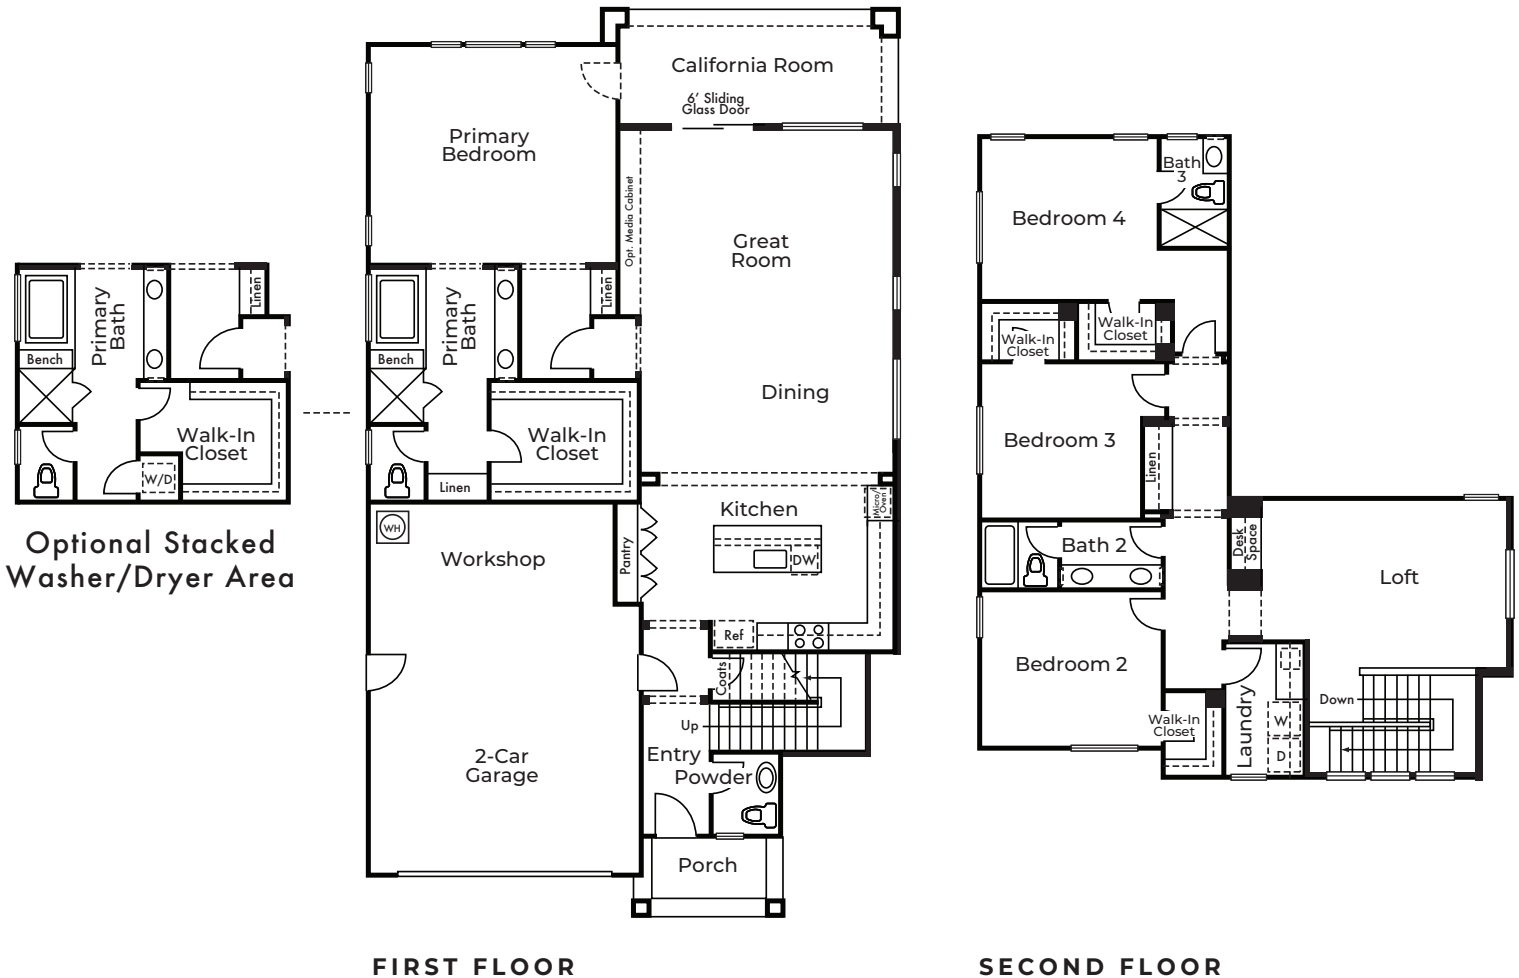 Primary
Bath
Linen
Bench
Walk-In
Closet
W/D
Optional Stacked
Washer/Dryer Area
California Room
6' Sliding
Glass Door
Primary
Bedroom
Opt. Media Cabinet
Great
Room
Primary
Bath
Linen
Bench
Dining
Walk-In
Closet
Linen
Kitchen
Micro/
Oven
WH
Workshop
Pantry
DW
Ref
Coats
Up
Entry
2-Car
Garage
Powder
Porch
FIRST FLOOR
Bath
3
Bedroom 4
Walk-In
Closet
Walk-In
Closet
Bedroom 3
Linen
Bath 2
Desk
Space
Loft
Bedroom 2
Walk-In
Closet
Laundry
W
D
Down
SECOND FLOOR